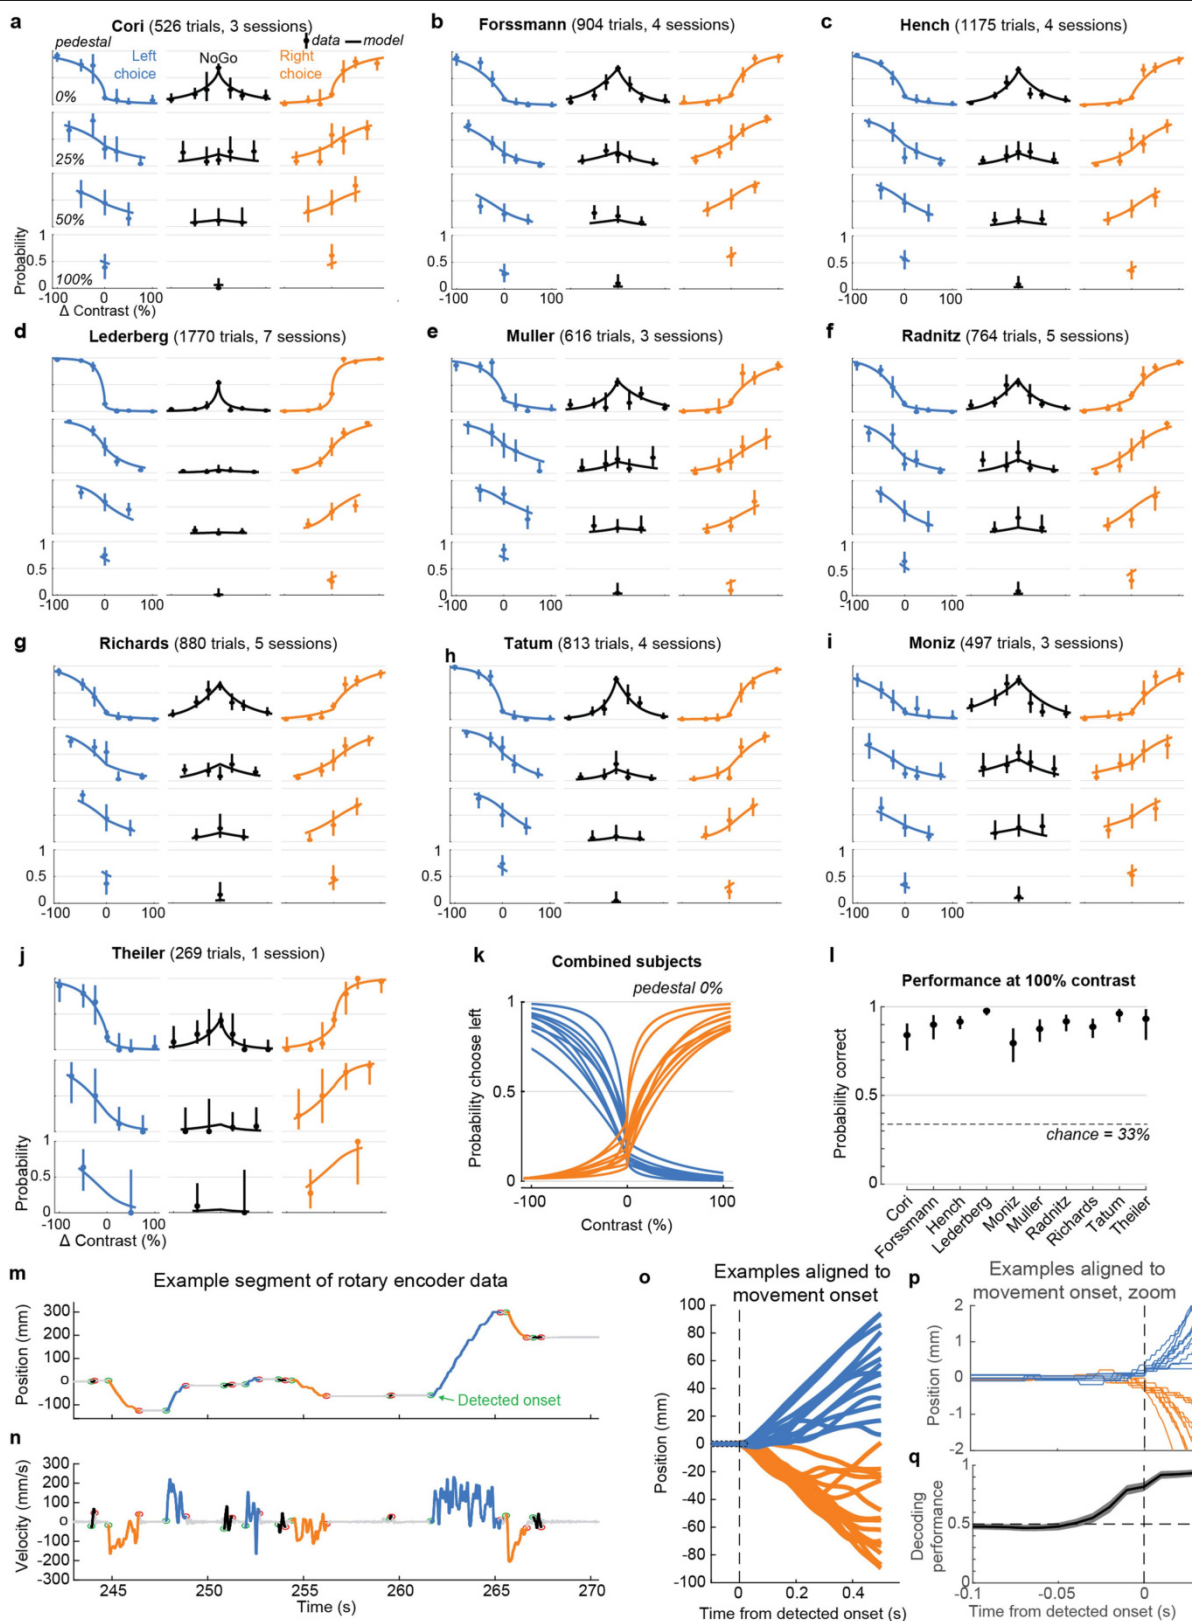 a Cori (526 trials, 3 sessions)
pedestal
data model
Left choice
NoGo
Right choice
0%
25%
50%
100%
Probability
1
0.5
0
-100 0 100
Δ Contrast (%)
b Forssmann (904 trials, 4 sessions)
1
0.5
0
-100 0 100
c Hench (1175 trials, 4 sessions)
1
0.5
0
-100 0 100
d Lederberg (1770 trials, 7 sessions)
1
0.5
0
-100 0 100
e Muller (616 trials, 3 sessions)
1
0.5
0
-100 0 100
f Radnitz (764 trials, 5 sessions)
1
0.5
0
-100 0 100
g Richards (880 trials, 5 sessions)
1
0.5
0
-100 0 100
h Tatum (813 trials, 4 sessions)
1
0.5
0
-100 0 100
i Moniz (497 trials, 3 sessions)
1
0.5
0
-100 0 100
j Theiler (269 trials, 1 session)
Probability
1
0.5
0
-100 0 100
Δ Contrast (%)
k Combined subjects
pedestal 0%
Probability choose left
1
0.5
0
-100 0 100
Contrast (%)
l Performance at 100% contrast
Probability correct
1
0.5
0
chance = 33%
Cori
Forssmann
Hench
Lederberg
Moniz
Muller
Radnitz
Richards
Tatum
Theiler
m Example segment of rotary encoder data
Position (mm)
300
200
100
0
-100
Detected onset
n
Velocity (mm/s)
300
200
100
0
-100
-200
-300
245 250 255 260 265 270
Time (s)
o Examples aligned to
movement onset
Position (mm)
100
80
60
40
20
0
-20
-40
-60
-80
-100
0 0.2 0.4
Time from detected onset (s)
p Examples aligned to
movement onset, zoom
Position (mm)
2
1
0
-1
-2
q
Decoding
performance
1
0.5
0
-0.1 -0.05 0
Time from detected onset (s)